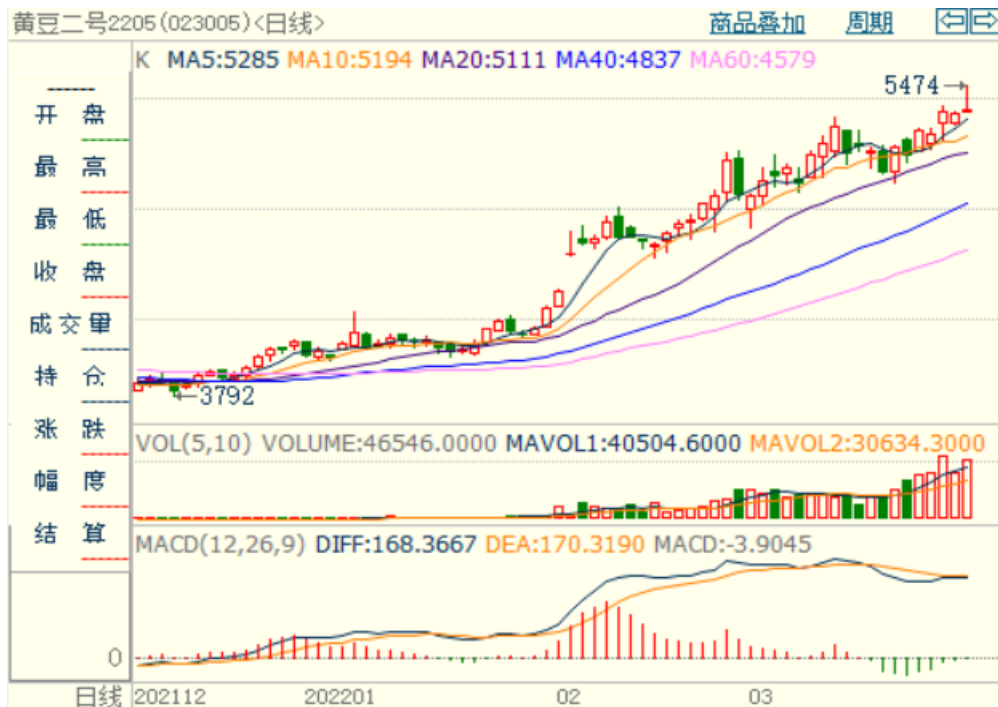 黄豆二号2205(023005)<日线> 商品叠加 周期
K MA5:5285 MA10:5194 MA20:5111 MA40:4837 MA60:4579
------
5474
开 盘
最 高
最 低
收 盘
成交量
持 仓
3792
涨 跌
VOL(5,10) VOLUME:46546.0000 MAVOL1:40504.6000 MAVOL2:30634.3000
幅 度
结 算
MACD(12,26,9) DIFF:168.3667 DEA:170.3190 MACD:-3.9045
0
日线 202112 202201 02 03